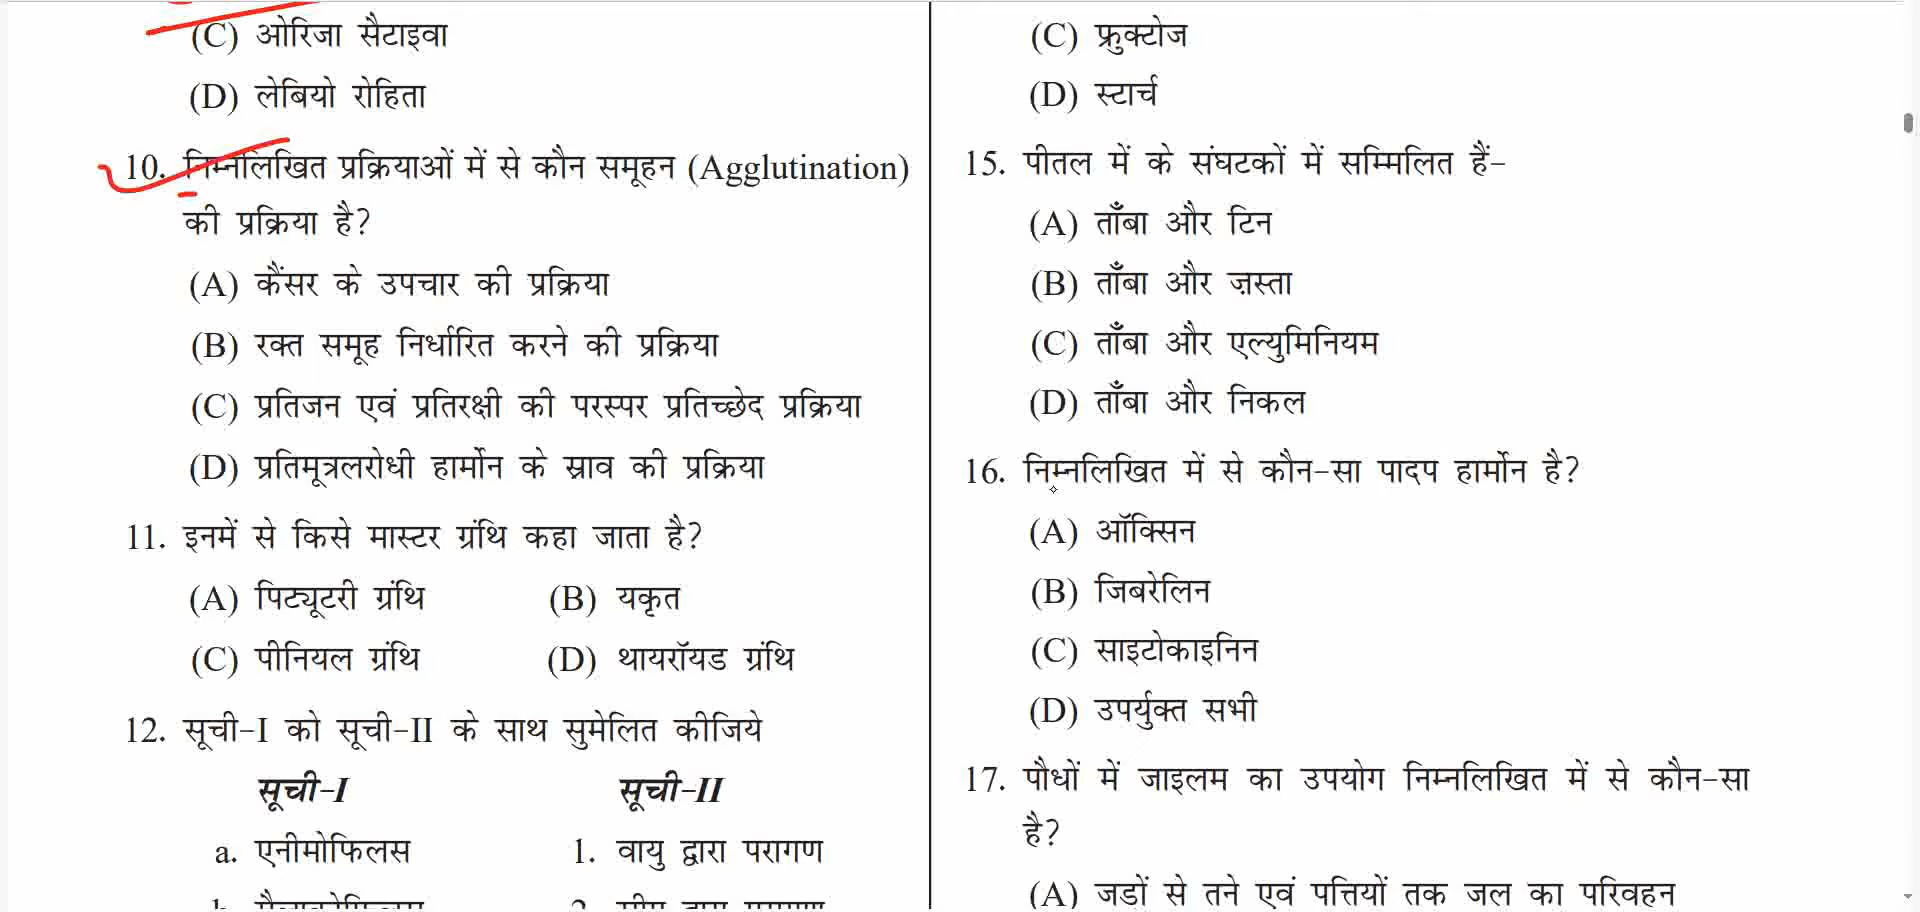 (C) ओरिजा सैटाइवा
(D) लेबियो रोहिता
10. निम्नलिखित प्रक्रियाओं में से कौन समूहन (Agglutination)
की प्रक्रिया है?
(A) कैंसर के उपचार की प्रक्रिया
(B) रक्त समूह निर्धारित करने की प्रक्रिया
(C) प्रतिजन एवं प्रतिरक्षी की परस्पर प्रतिच्छेद प्रक्रिया
(D) प्रतिमूत्रलरोधी हार्मोन के स्राव की प्रक्रिया
11. इनमें से किसे मास्टर ग्रंथि कहा जाता है?
(A) पिट्यूटरी ग्रंथि (B) यकृत
(C) पीनियल ग्रंथि (D) थायरॉयड ग्रंथि
12. सूची-I को सूची-II के साथ सुमेलित कीजिये
सूची-I सूची-II
a. एनीमोफिलस 1. वायु द्वारा परागण
(C) फ्रुक्टोज
(D) स्टार्च
15. पीतल में के संघटकों में सम्मिलित हैं-
(A) ताँबा और टिन
(B) ताँबा और ज़स्ता
(C) ताँबा और एल्युमिनियम
(D) ताँबा और निकल
16. निम्नलिखित में से कौन-सा पादप हार्मोन है?
(A) ऑक्सिन
(B) जिबरेलिन
(C) साइटोकाइनिन
(D) उपर्युक्त सभी
17. पौधों में जाइलम का उपयोग निम्नलिखित में से कौन-सा
है?
(A) जड़ों से तने एवं पत्तियों तक जल का परिवहन